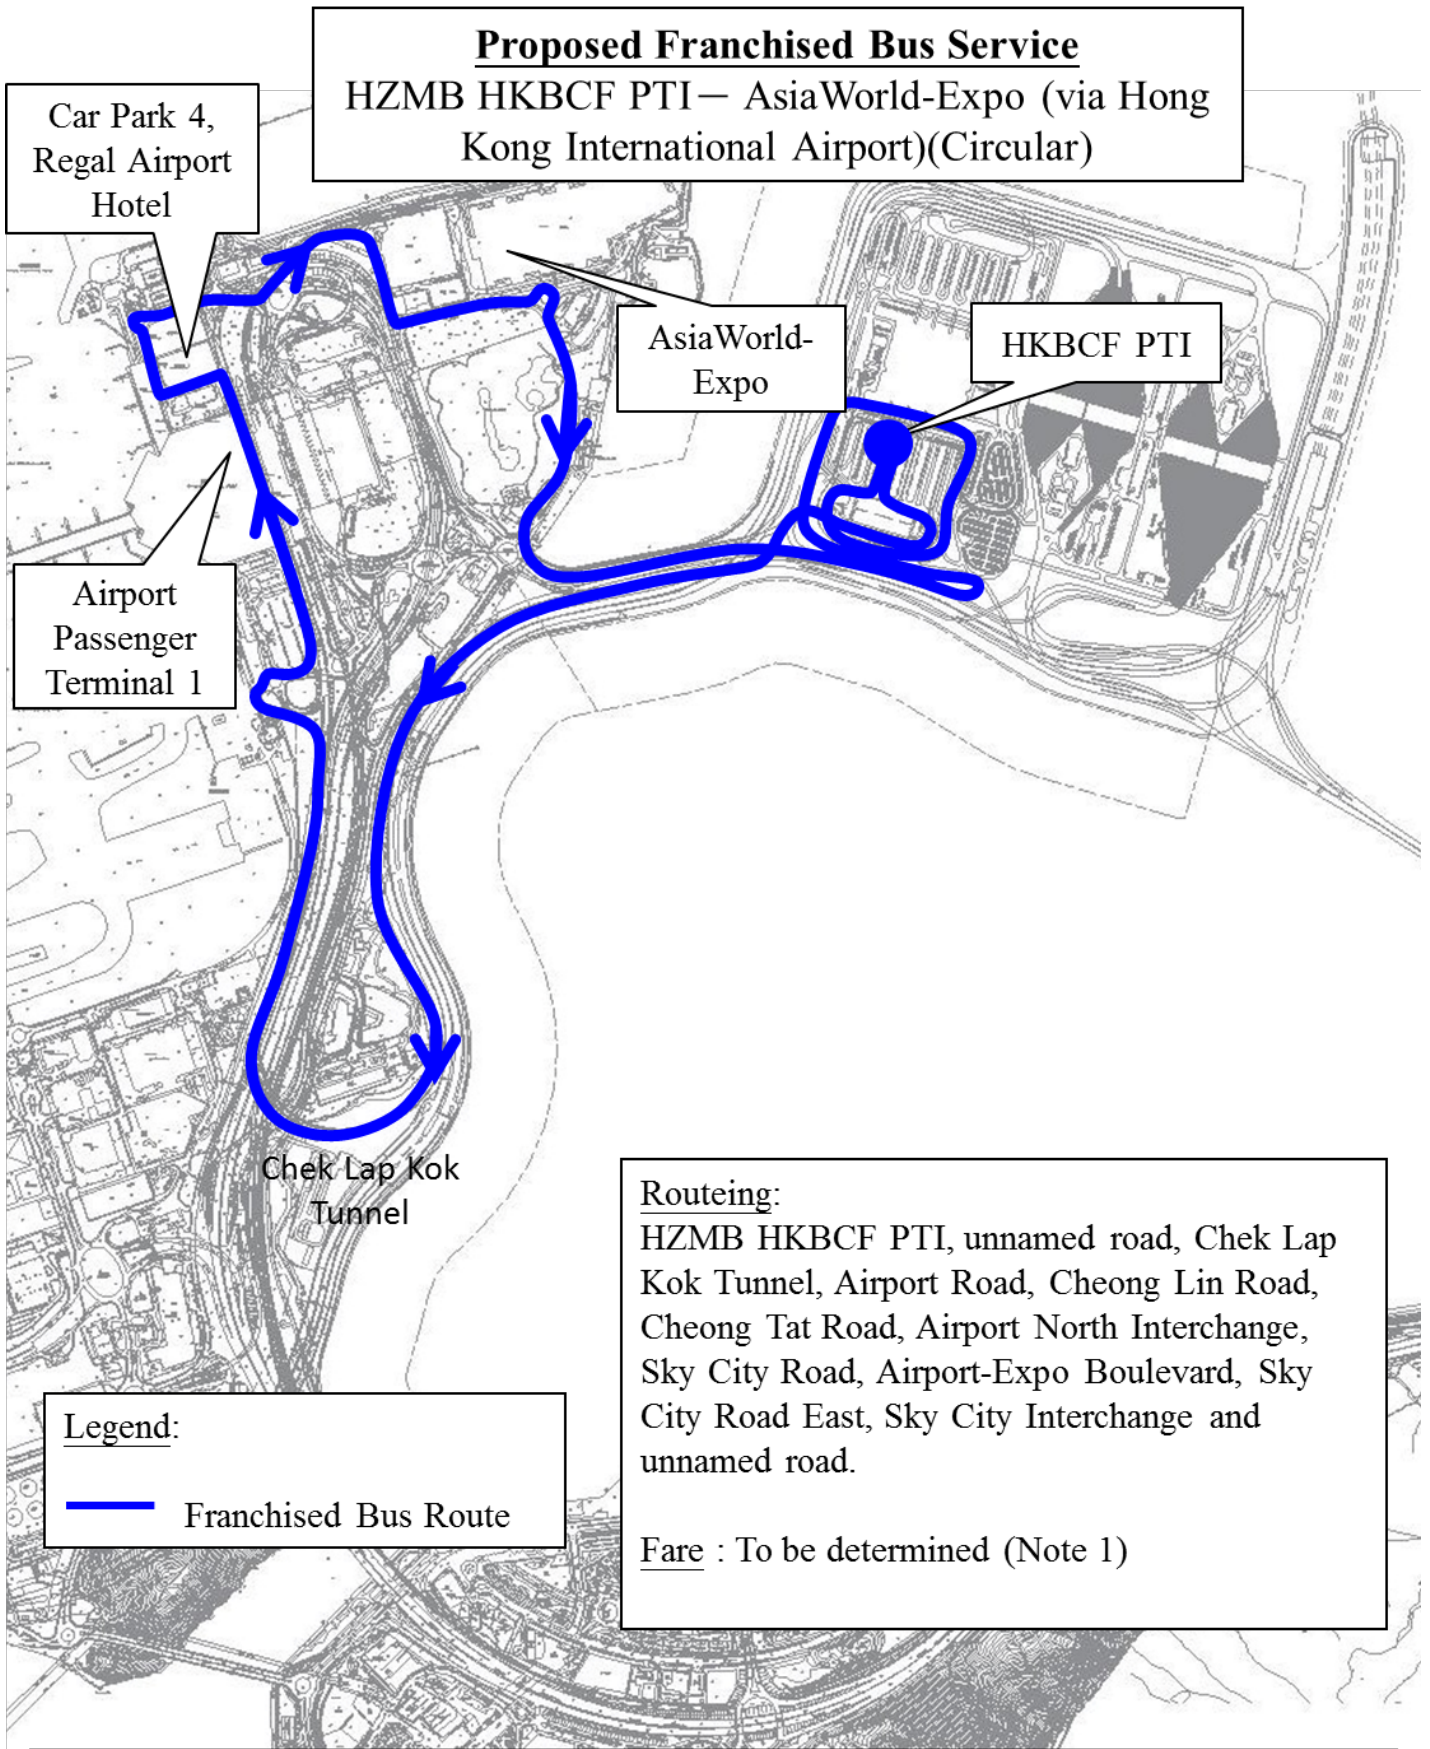 Proposed Franchised Bus Service
HZMB HKBCF PTI— AsiaWorld-Expo (via Hong
Kong International Airport)(Circular)
Car Park 4,
Regal Airport
Hotel
AsiaWorld-
Expo
HKBCF PTI
Airport
Passenger
Terminal 1
Chek Lap Kok
Tunnel
Routeing:
HZMB HKBCF PTI, unnamed road, Chek Lap
Kok Tunnel, Airport Road, Cheong Lin Road,
Cheong Tat Road, Airport North Interchange,
Sky City Road, Airport-Expo Boulevard, Sky
City Road East, Sky City Interchange and
unnamed road.
Fare : To be determined (Note 1)
Legend:
Franchised Bus Route